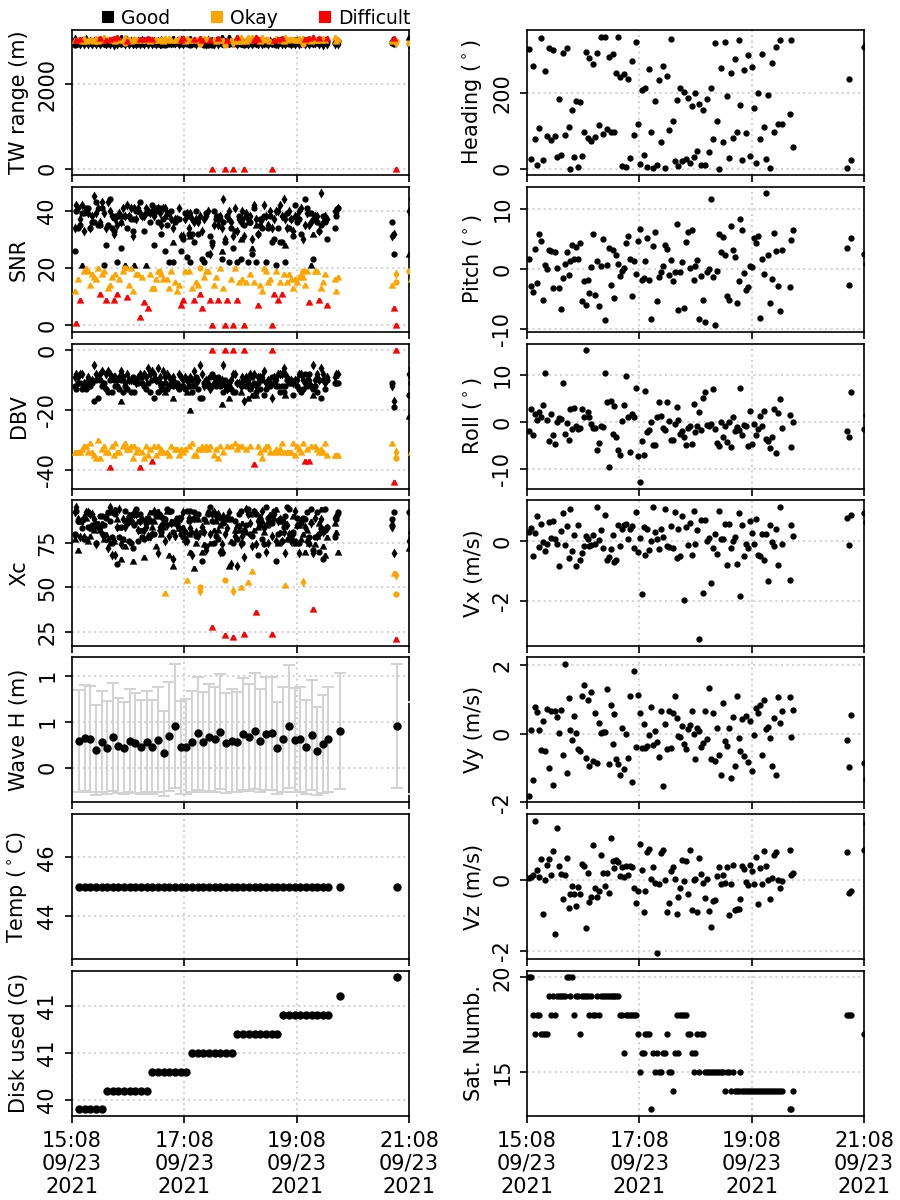 Good Okay Difficult
TW range (m)
2000
0
Heading (°)
200
0
SNR
40
20
0
Pitch (°)
10
0
-10
DBV
0
-20
-40
Roll (°)
10
0
-10
Xc
75
50
25
Vx (m/s)
0
-2
Wave H (m)
1
1
0
Vy (m/s)
2
0
-2
Temp (°C)
46
44
Vz (m/s)
0
-2
Disk used (G)
41
41
40
Sat. Numb.
20
15
15:08 17:08 19:08 21:08 15:08 17:08 19:08 21:08
09/23 09/23 09/23 09/23 09/23 09/23 09/23 09/23
2021 2021 2021 2021 2021 2021 2021 2021